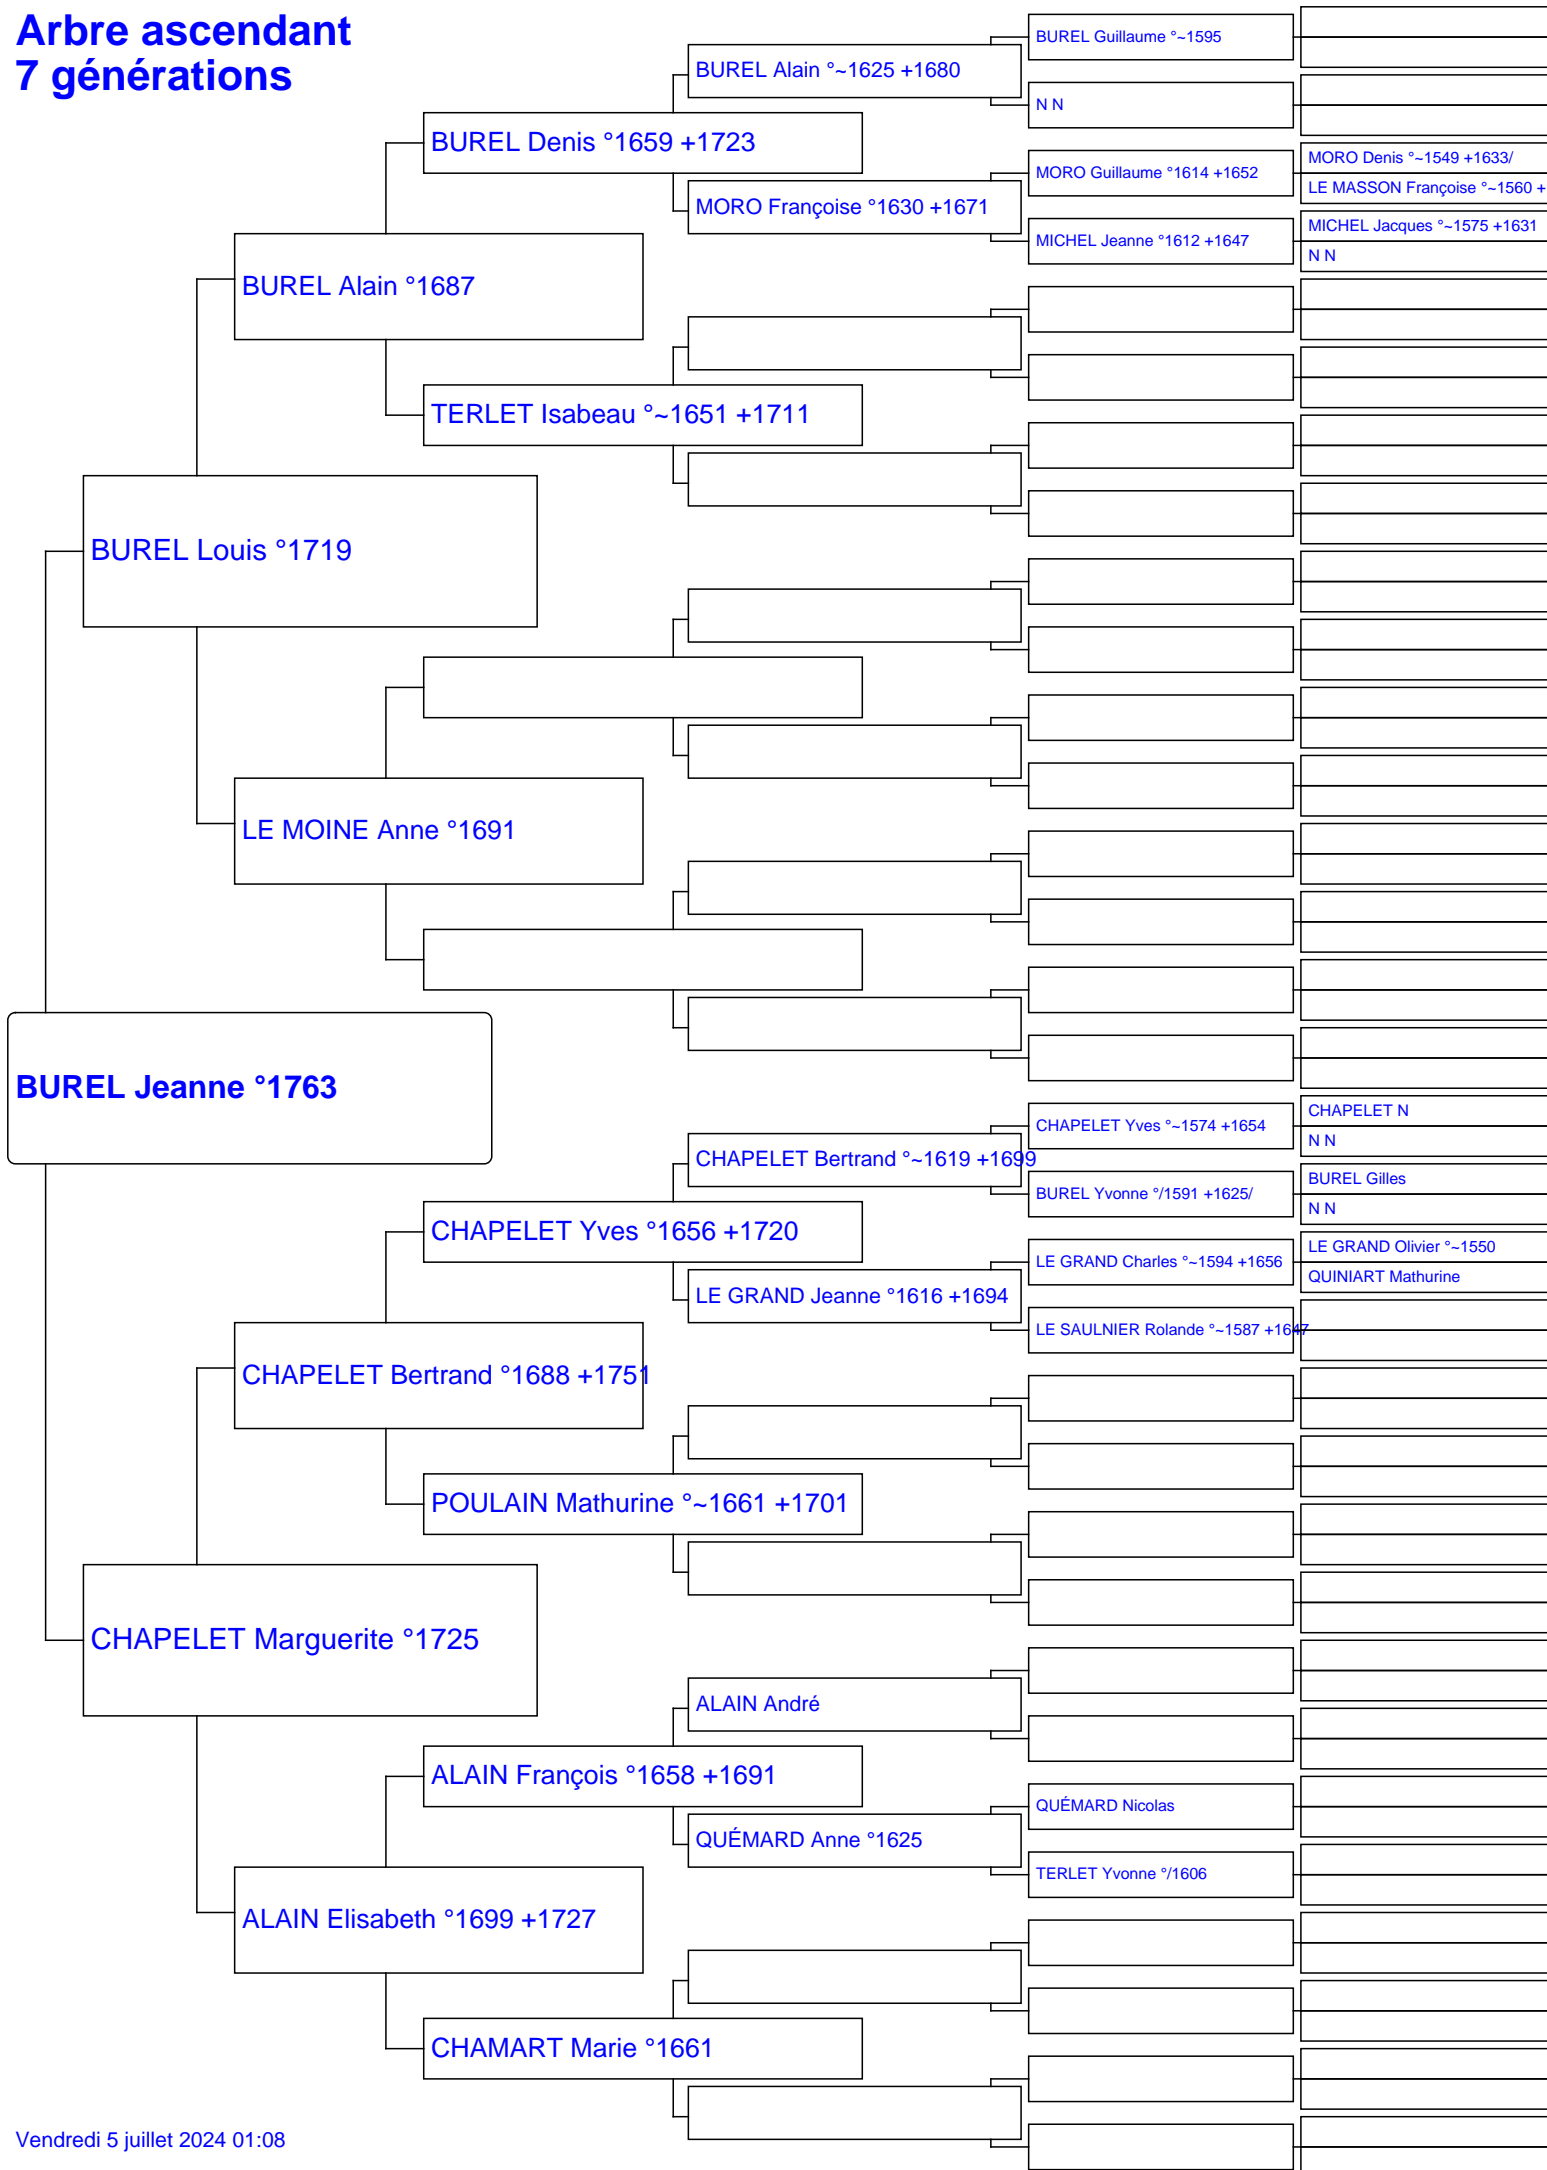 Arbre ascendant
7 générations
BUREL Guillaume °~1595
BUREL Alain °~1625 +1680
N N
BUREL Denis °1659 +1723
MORO Denis °~1549 +1633/
MORO Guillaume °1614 +1652
LE MASSON Françoise °~1560 +
MORO Françoise °1630 +1671
MICHEL Jacques °~1575 +1631
MICHEL Jeanne °1612 +1647
N N
BUREL Alain °1687
TERLET Isabeau °~1651 +1711
BUREL Louis °1719
LE MOINE Anne °1691
BUREL Jeanne °1763
CHAPELET N
CHAPELET Yves °~1574 +1654
N N
CHAPELET Bertrand °~1619 +1699
BUREL Gilles
BUREL Yvonne °/1591 +1625/
N N
CHAPELET Yves °1656 +1720
LE GRAND Olivier °~1550
LE GRAND Charles °~1594 +1656
QUINIART Mathurine
LE GRAND Jeanne °1616 +1694
LE SAULNIER Rolande °~1587 +1647
CHAPELET Bertrand °1688 +1751
POULAIN Mathurine °~1661 +1701
CHAPELET Marguerite °1725
ALAIN André
ALAIN François °1658 +1691
QUÉMARD Nicolas
QUÉMARD Anne °1625
TERLET Yvonne °/1606
ALAIN Elisabeth °1699 +1727
CHAMART Marie °1661
Vendredi 5 juillet 2024 01:08